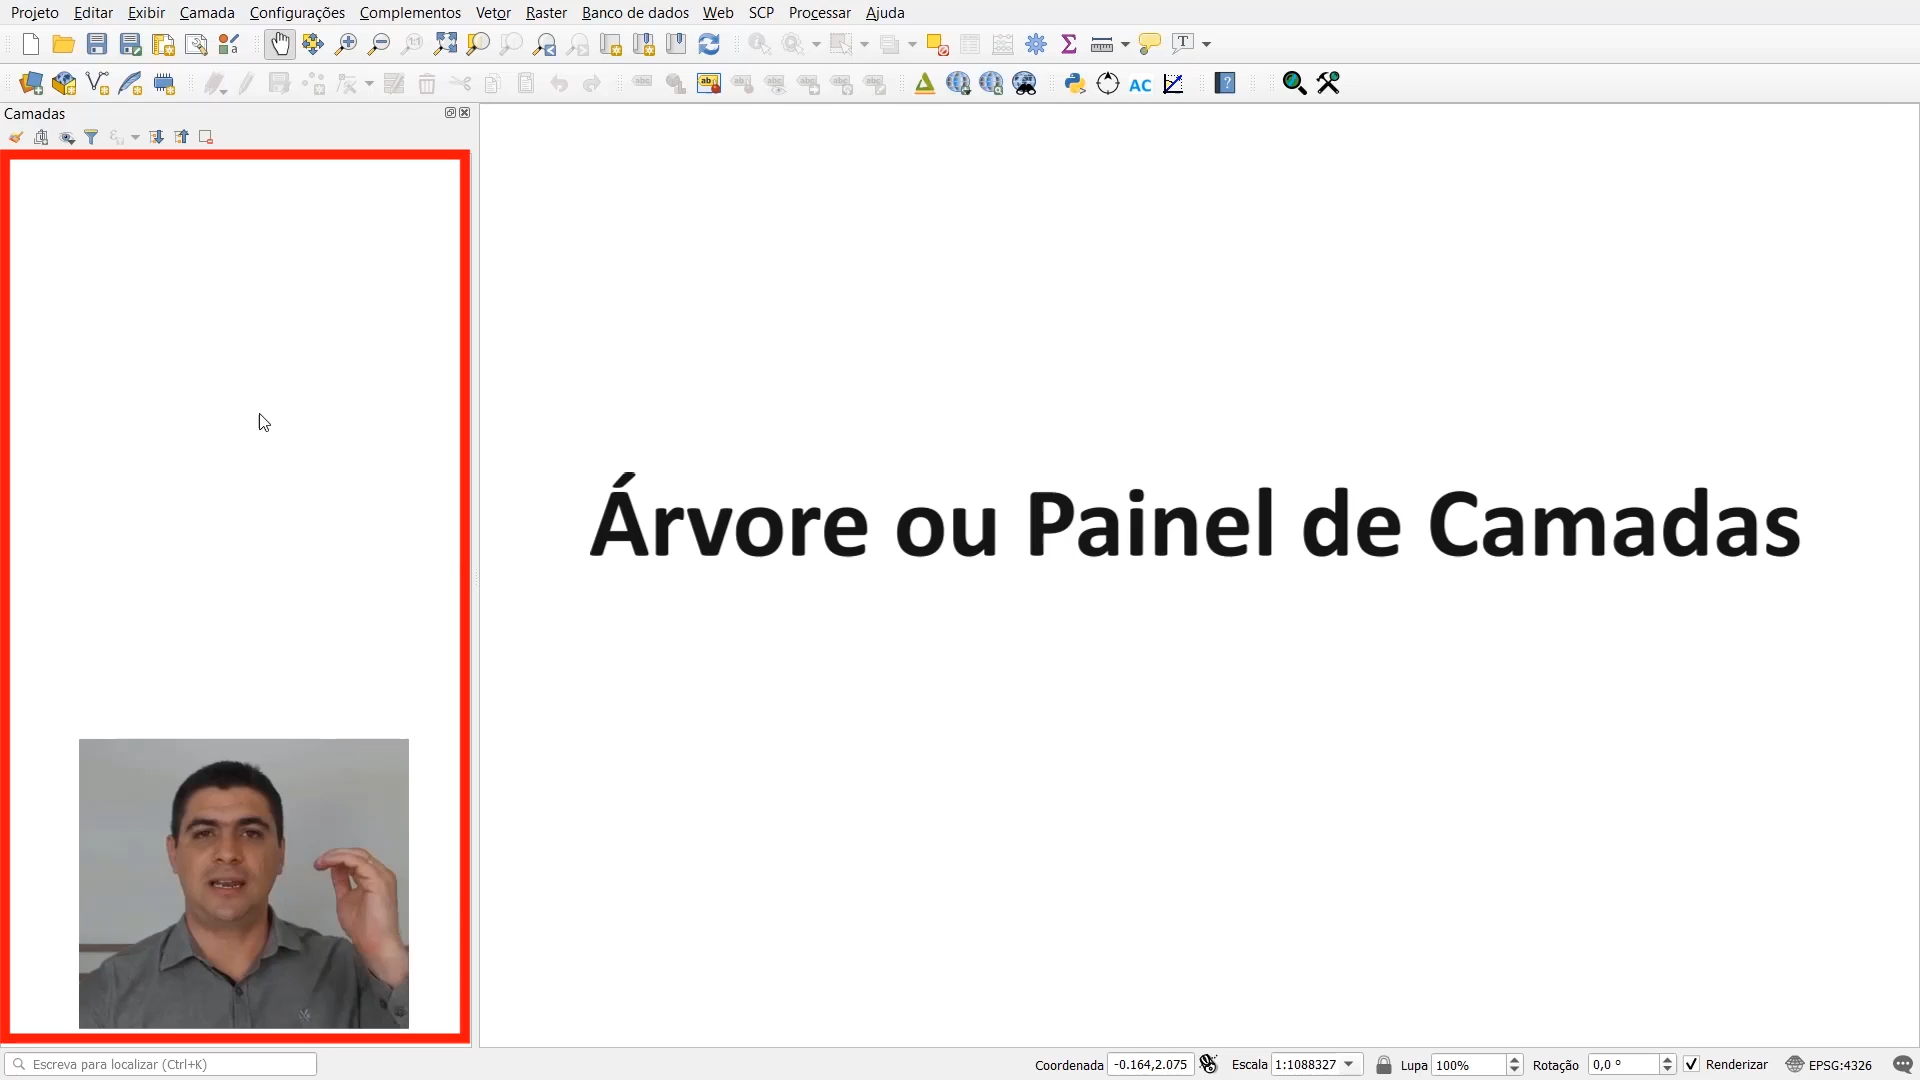 Projeto Editar Exibir Camada Configurações Complementos Vetor Raster Banco de dados Web SCP Processar Ajuda
Camadas
Árvore ou Painel de Camadas
Escreva para localizar (Ctrl+K)
Coordenada -0.164,2.075 Escala 1:1088327 Lupa 100% Rotação 0,0 ° Renderizar EPSG:4326